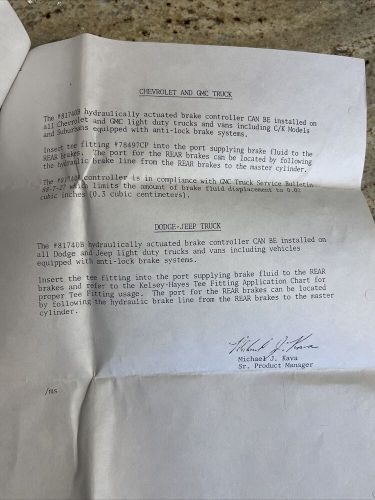 CHEVROLET AND GMC TRUCK
The #81740B hydraulically actuated brake controller CAN BE installed on
all Chevrolet and GMC light duty trucks and vans including C/K Models
and Suburbans equipped with anti-lock brake systems.
Insert tee fitting #78497CP into the port supplying brake fluid to the
REAR Brakes. The port for the REAR brakes can be located by following
the hydraulic brake line from the REAR brakes to the master cylinder.
The #81740B controller is in compliance with GMC Truck Service Bulletin
88-T-27 which limits the amount of brake fluid displacement to 0.02
cubic inches (0.3 cubic centimeters).
DODGE-JEEP TRUCK
The #81740B hydraulically actuated brake controller CAN BE installed on
all Dodge and Jeep light duty trucks and vans including vehicles
equipped with anti-lock brake systems.
Insert the tee fitting into the port supplying brake fluid to the REAR
brakes and refer to the Kelsey-Hayes Tee Fitting Application Chart for
proper Tee Fitting usage. The port for the REAR brakes can be located
by following the hydraulic brake line from the REAR brakes to the master
cylinder.
Michael J. Kava
Michael J. Kava
Sr. Product Manager
/ms